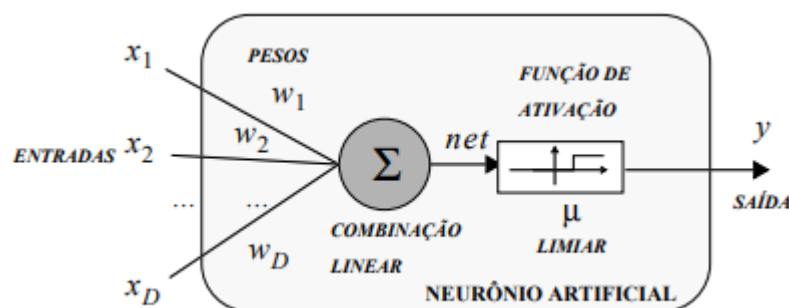 x1
PESOS
FUNÇÃO DE
ATIVAÇÃO
w1
ENTRADAS
x2
w2
Σ
net
y
...
...
μ
SAÍDA
COMBINAÇÃO
LINEAR
LIMIAR
wD
xD
NEURÔNIO ARTIFICIAL